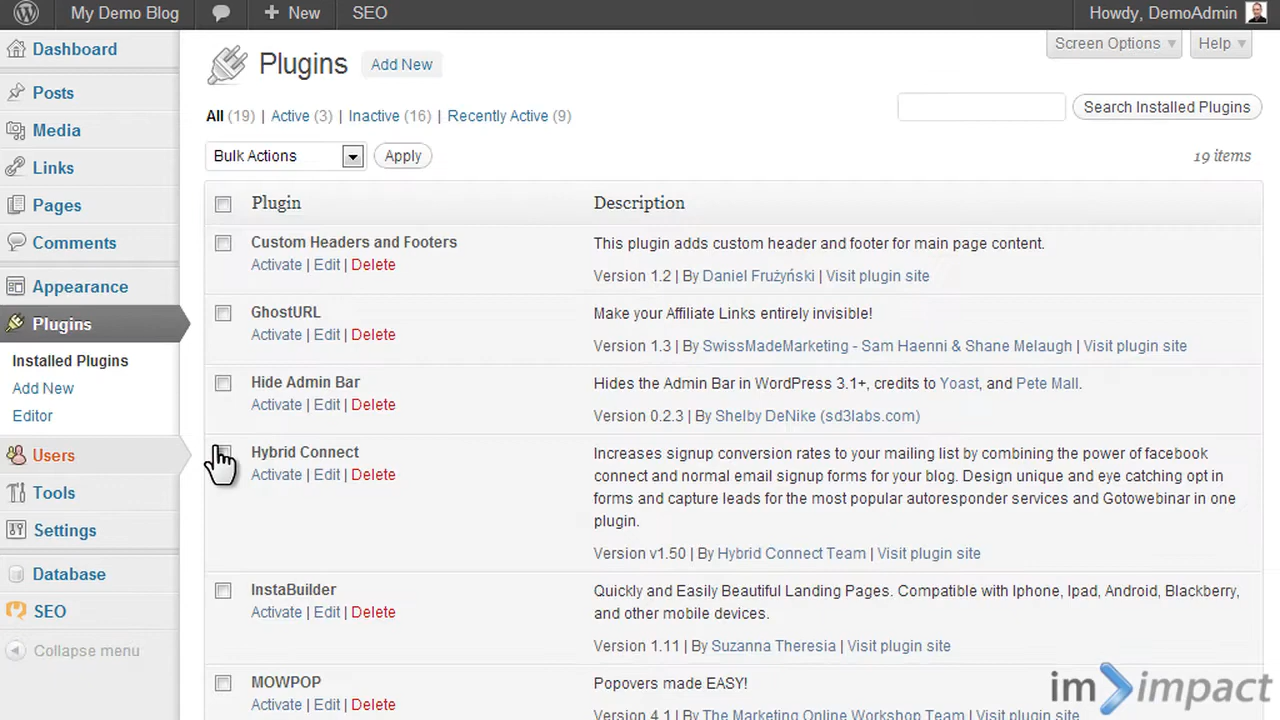 My Demo Blog
New
SEO
Howdy, DemoAdmin
Dashboard
Posts
Media
Links
Pages
Comments
Appearance
Plugins
Installed Plugins
Add New
Editor
Users
Tools
Settings
Database
SEO
Collapse menu
Screen Options
Help
Plugins Add New
All (19) | Active (3) | Inactive (16) | Recently Active (9)
Search Installed Plugins
Bulk Actions
Apply
19 items
Plugin
Description
Custom Headers and Footers
Activate | Edit | Delete
This plugin adds custom header and footer for main page content.
Version 1.2 | By Daniel Frużyński | Visit plugin site
GhostURL
Activate | Edit | Delete
Make your Affiliate Links entirely invisible!
Version 1.3 | By SwissMadeMarketing - Sam Haenni & Shane Melaugh | Visit plugin site
Hide Admin Bar
Activate | Edit | Delete
Hides the Admin Bar in WordPress 3.1+, credits to Yoast, and Pete Mall.
Version 0.2.3 | By Shelby DeNike (sd3labs.com)
Hybrid Connect
Activate | Edit | Delete
Increases signup conversion rates to your mailing list by combining the power of facebook
connect and normal email signup forms for your blog. Design unique and eye catching opt in
forms and capture leads for the most popular autoresponder services and Gotowebinar in one
plugin.
Version v1.50 | By Hybrid Connect Team | Visit plugin site
InstaBuilder
Activate | Edit | Delete
Quickly and Easily Beautiful Landing Pages. Compatible with Iphone, Ipad, Android, Blackberry,
and other mobile devices.
Version 1.11 | By Suzanna Theresia | Visit plugin site
MOWPOP
Activate | Edit | Delete
Popovers made EASY!
Version 4.1 | By The Marketing Online Workshop Team | Visit plugin site
im impact